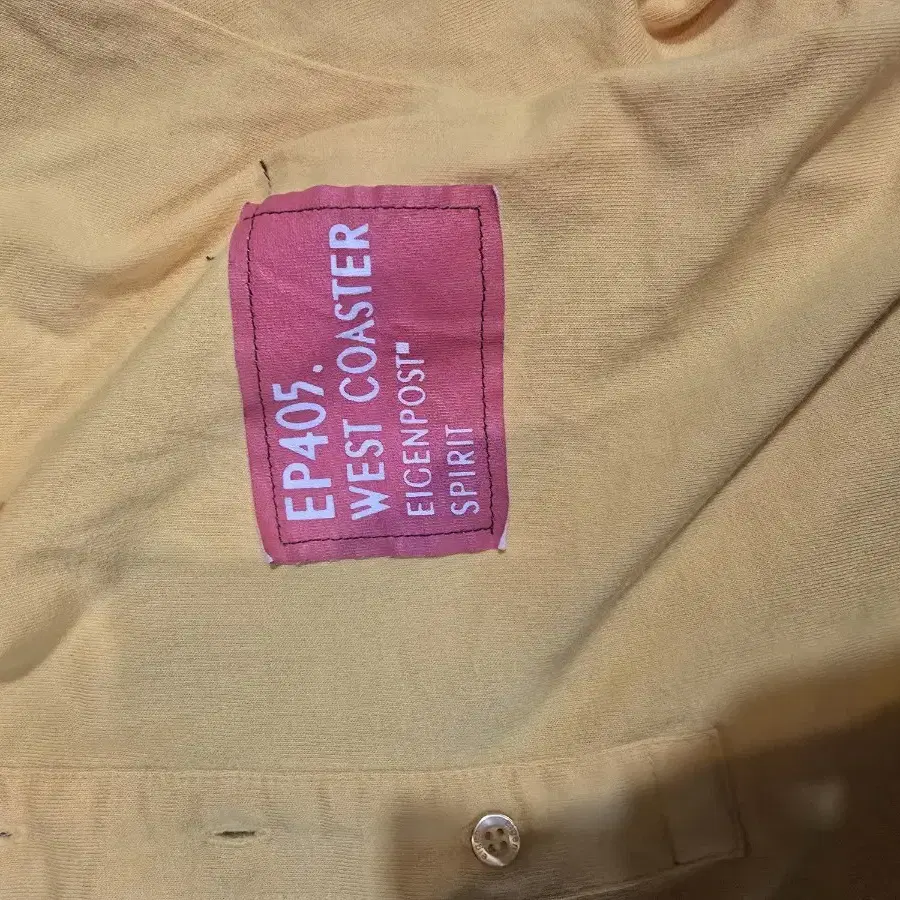 EP405.
WEST COASTER
EIGENPOST
SPIRIT